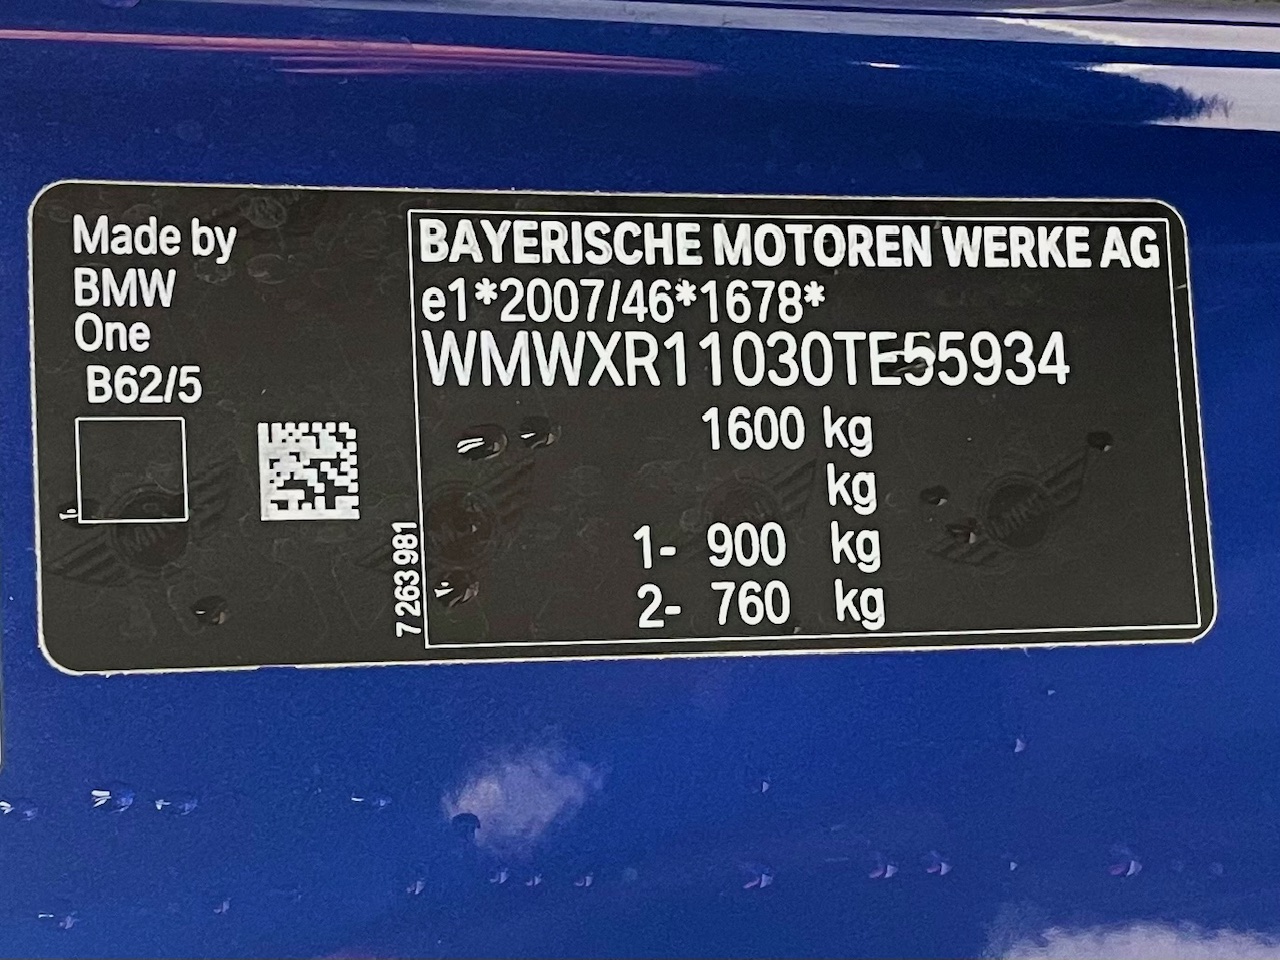 Made by
BMW
One
B62/5
7 263 981
BAYERISCHE MOTOREN WERKE AG
e1*2007/46*1678*
WMWXR11030TE55934
1600 kg
kg
1- 900 kg
2- 760 kg